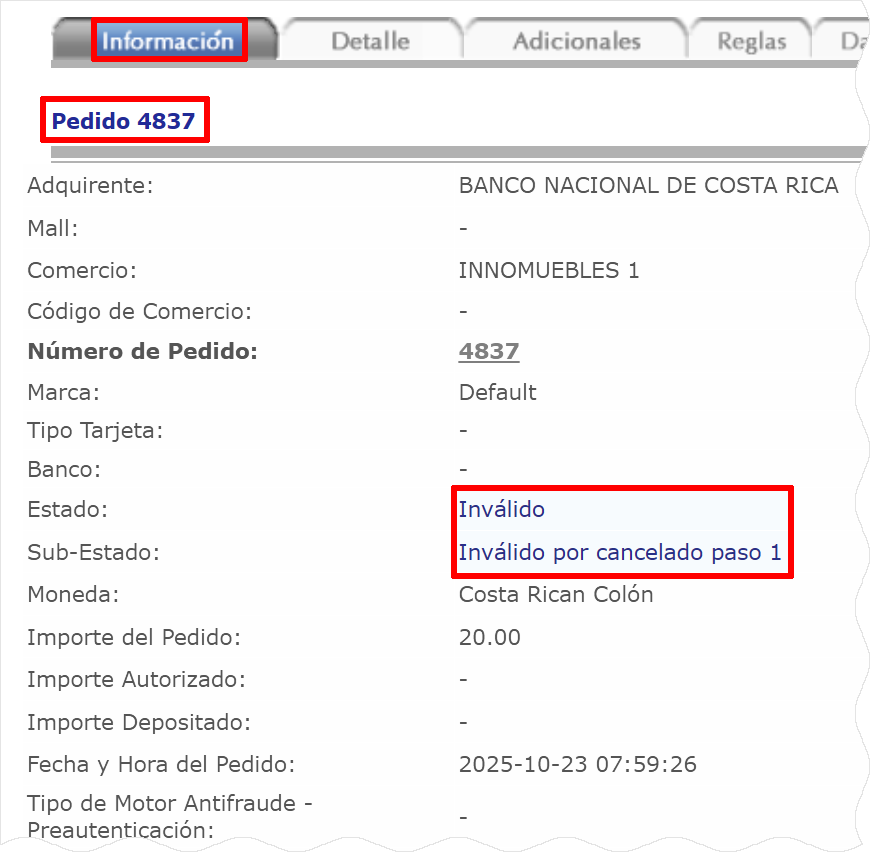 Información Detalle Adicionales Reglas
Pedido 4837
Adquirente: BANCO NACIONAL DE COSTA RICA
Mall: -
Comercio: INNOMUEBLES 1
Código de Comercio: -
Número de Pedido: 4837
Marca: Default
Tipo Tarjeta: -
Banco: -
Estado: Inválido
Sub-Estado: Inválido por cancelado paso 1
Moneda: Costa Rican Colón
Importe del Pedido: 20.00
Importe Autorizado: -
Importe Depositado: -
Fecha y Hora del Pedido: 2025-10-23 07:59:26
Tipo de Motor Antifraude -
Preautenticación: -